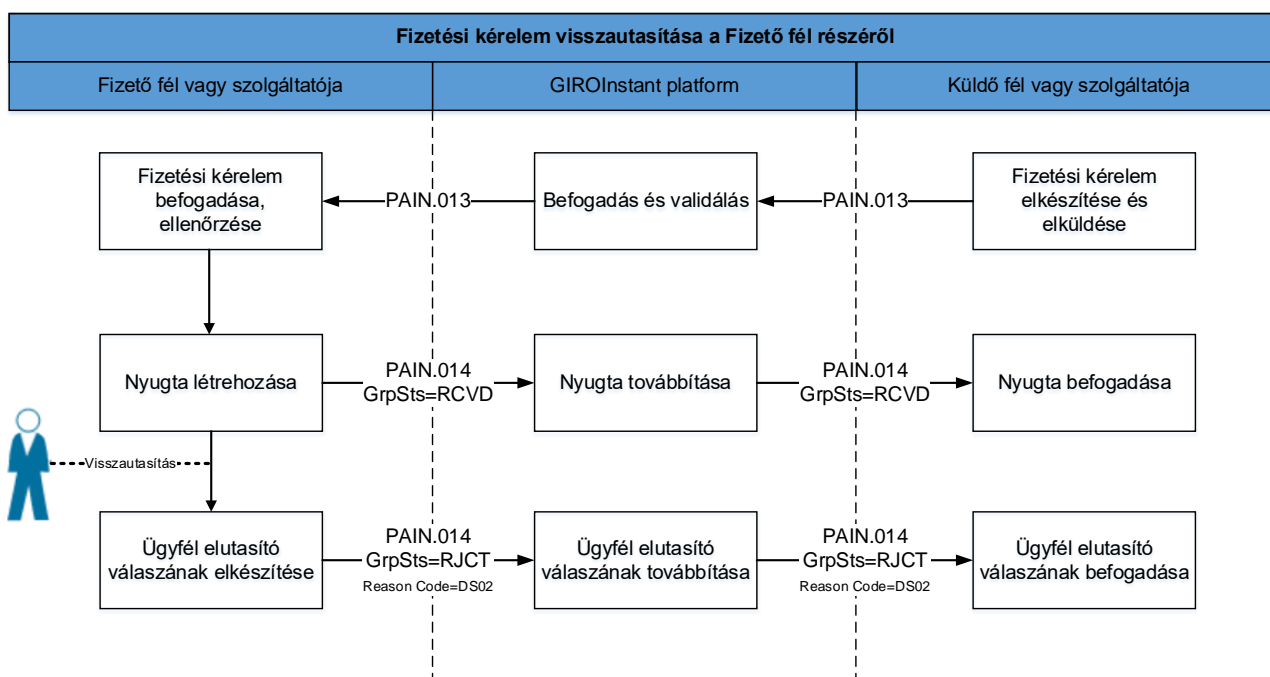 Fizetési kérelem visszautasítása a Fizető fél részéről
Fizető fél vagy szolgáltatója
GIROInstant platform
Küldő fél vagy szolgáltatója
Fizetési kérelem
befogadása,
ellenőrzése
PAIN.013
Befogadás és validálás
PAIN.013
Fizetési kérelem
elkészítése és
elküldése
Nyugta létrehozása
PAIN.014
GrpSts=RCVD
Nyugta továbbítása
PAIN.014
GrpSts=RCVD
Nyugta befogadása
Visszautasítás
Ügyfél elutasító
válaszának elkészítése
PAIN.014
GrpSts=RJCT
Reason Code=DS02
Ügyfél elutasító
válaszának továbbítása
PAIN.014
GrpSts=RJCT
Reason Code=DS02
Ügyfél elutasító
válaszának befogadása